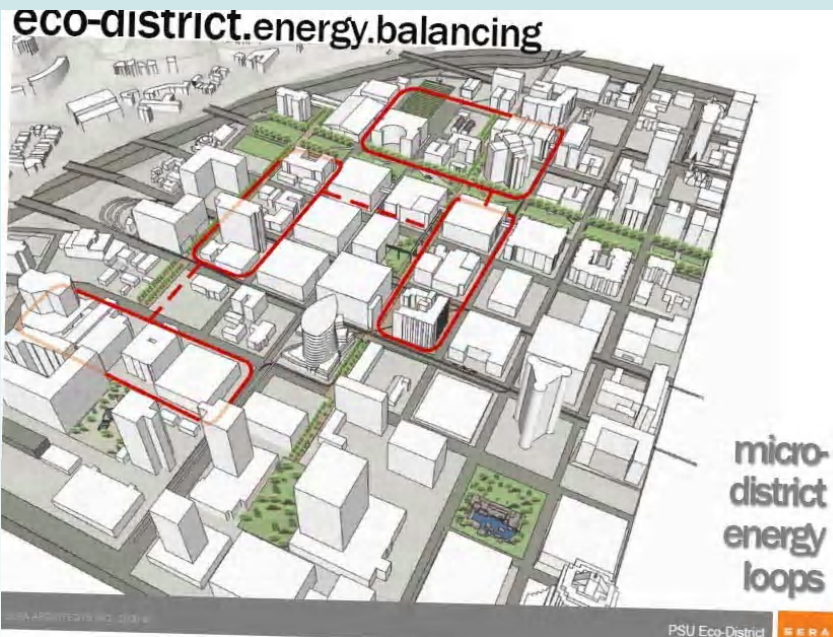 eco-district.energy.balancing
micro-
district
energy
loops
PSU Eco-District
SERA